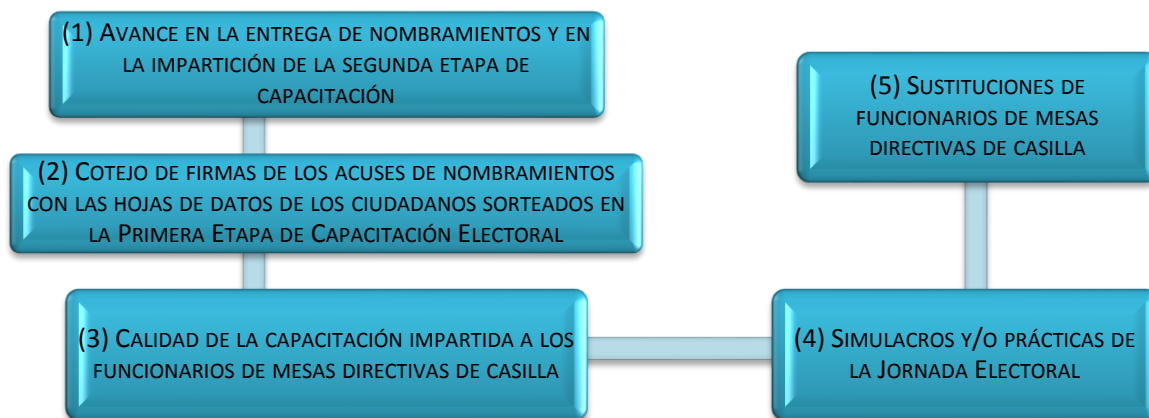 (1) Avance en la entrega de nombramientos y en
la impartición de la segunda etapa de
capacitación
(2) Cotejo de firmas de los acuses de nombramientos
con las hojas de datos de los ciudadanos sorteados en
la Primera Etapa de Capacitación Electoral
(3) Calidad de la capacitación impartida a los
funcionarios de mesas directivas de casilla
(4) Simulacros y/o prácticas de
la Jornada Electoral
(5) Sustituciones de
funcionarios de mesas
directivas de casilla